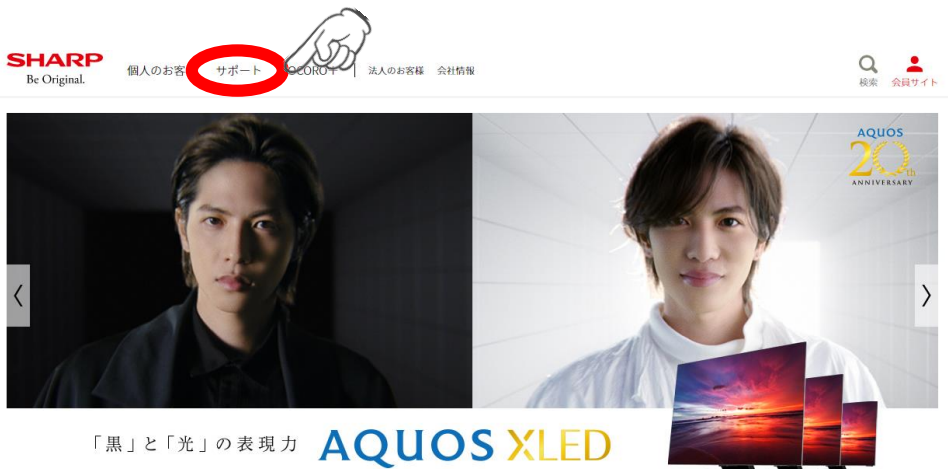 SHARP
Be Original.
個人のお客
サポート
OCORO+
法人のお客様
会社情報
検索
会員サイト
AQUOS
20th
ANNIVERSARY
「黒」と「光」の表現力 AQUOS XLED